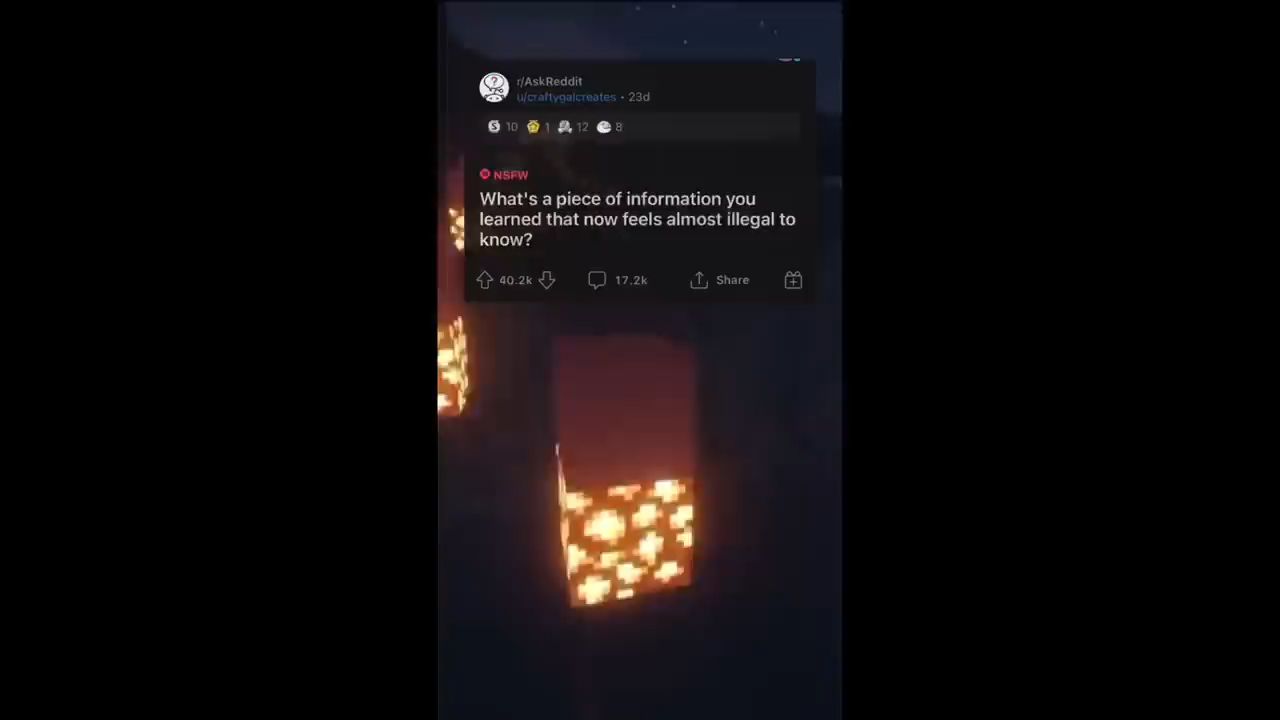 r/AskReddit
u/craftygalcreates • 23d
10 1 12 8
NSFW
What's a piece of information you
learned that now feels almost illegal to
know?
40.2k 17.2k Share